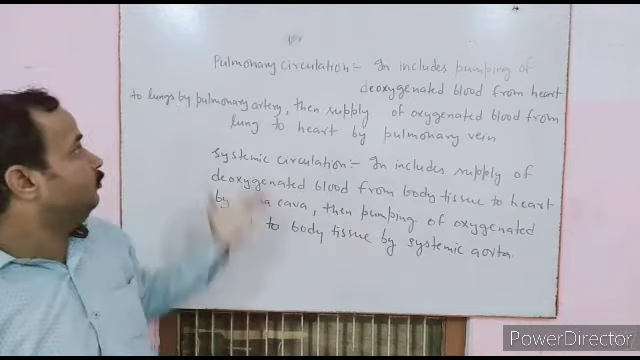 Pulmonary circulation :- In includes pumping of
deoxygenated blood from heart
to lungs by pulmonary artery, then supply of oxygenated blood from
lung to heart by pulmonary vein
Systemic circulation :- In includes supply of
deoxygenated blood from body tissue to heart
by a cava, then pumping of oxygenated
to body tissue by systemic aorta.
PowerDirector